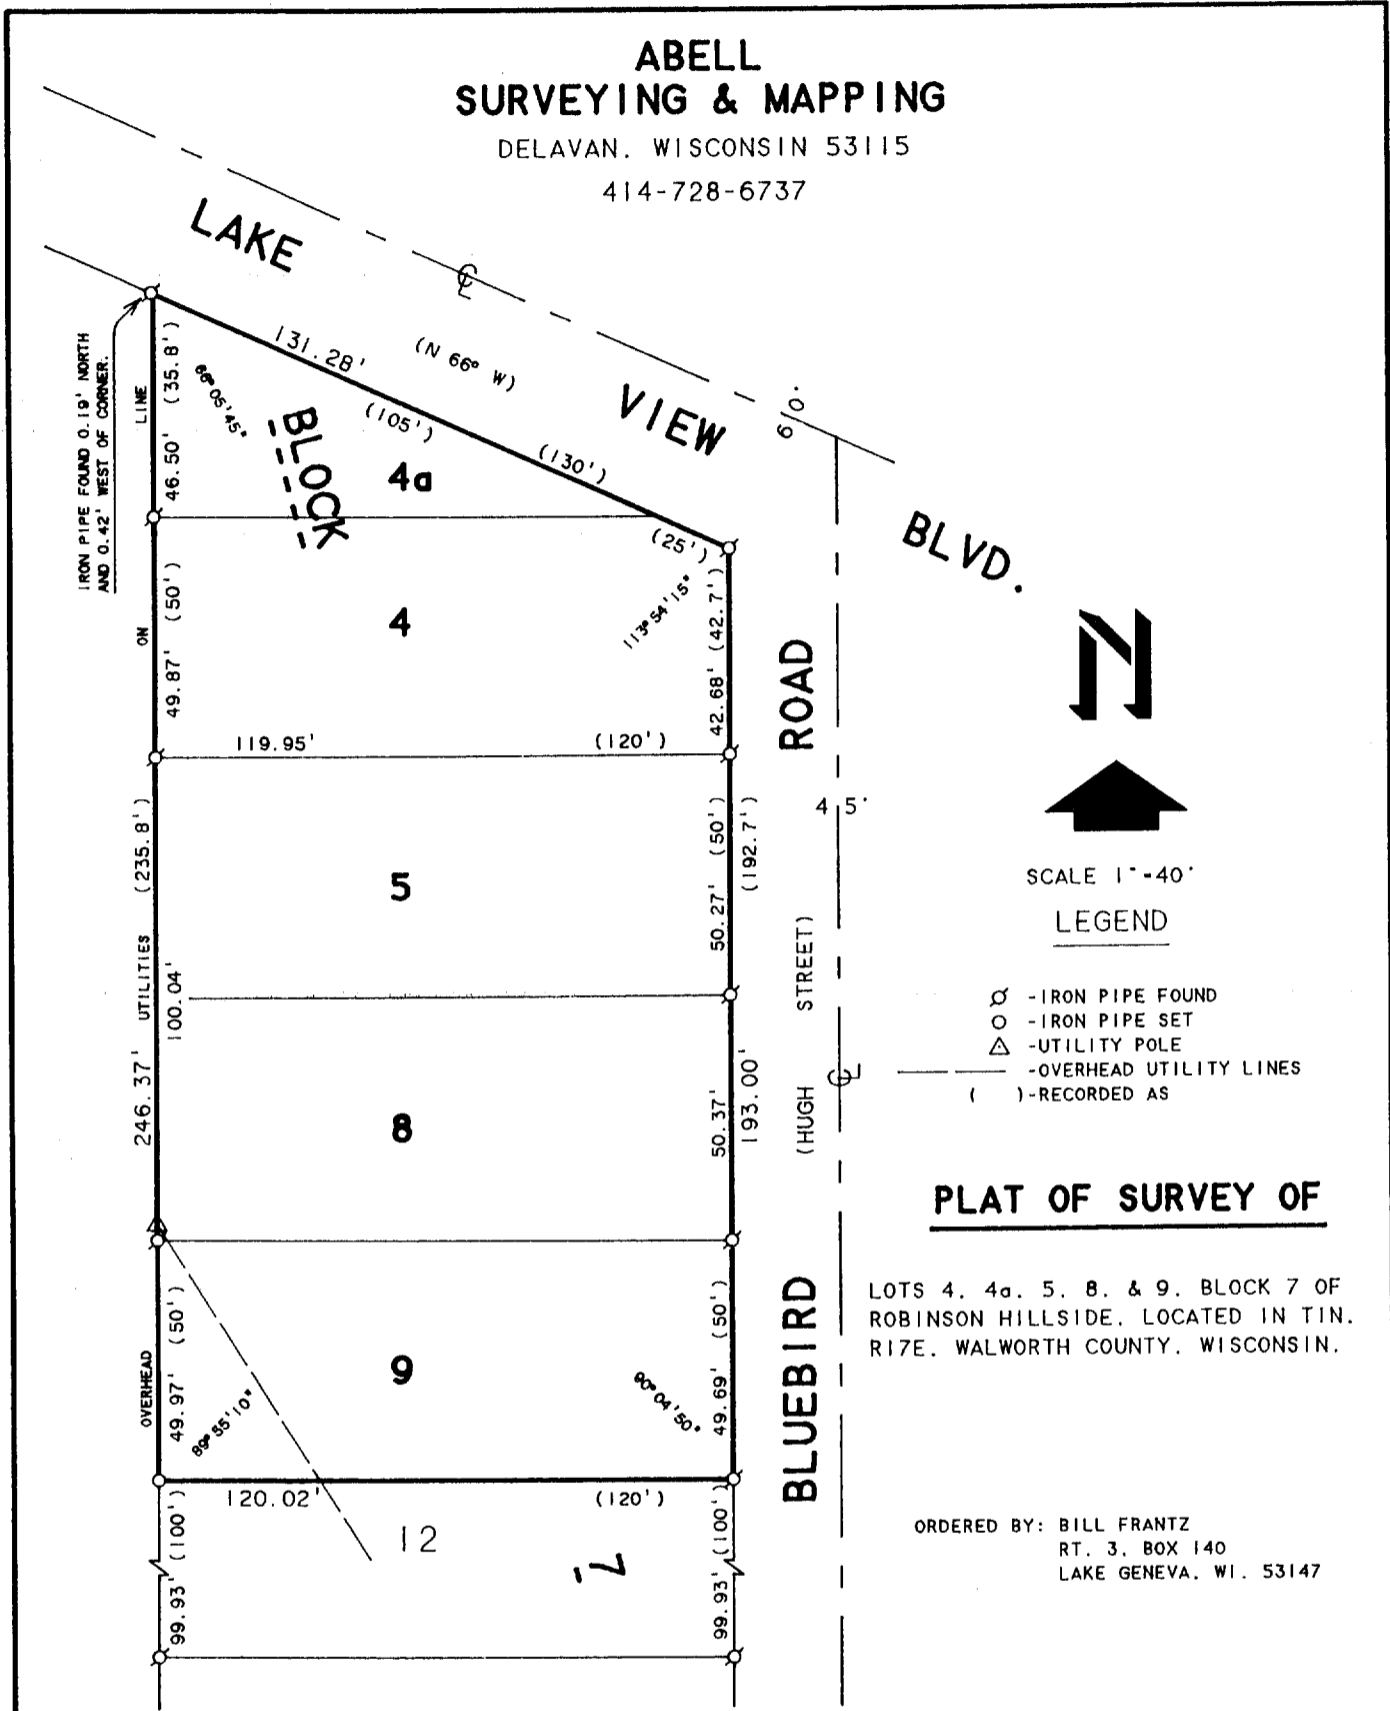 ABELL
SURVEYING & MAPPING
DELAVAN. WISCONSIN 53115
414-728-6737
LAKE VIEW BLVD.
℄
(N 66° W)
60'
131.28'
(105')
(130')
(25')
IRON PIPE FOUND 0.19' NORTH
AND 0.42' WEST OF CORNER.
46.50' (35.8')
66°05'45"
BLOCK
4a
49.87' (50')
4
113°54'15"
42.68' (42.7')
119.95' (120')
OVERHEAD UTILITIES ON LINE
246.37' (235.8')
100.04'
5
50.27' (50')
193.00' (192.7')
8
50.37'
49.97' (50')
9
89°55'10"
90°04'50"
49.69' (50')
120.02' (120')
99.93' (100')
12
7
99.93' (100')
BLUEBIRD ROAD
(HUGH STREET)
45'
℄
N
SCALE 1"-40'
LEGEND
-IRON PIPE FOUND
-IRON PIPE SET
-UTILITY POLE
-OVERHEAD UTILITY LINES
( )-RECORDED AS
PLAT OF SURVEY OF
LOTS 4. 4a. 5. 8. & 9. BLOCK 7 OF
ROBINSON HILLSIDE. LOCATED IN T1N.
R17E. WALWORTH COUNTY. WISCONSIN.
ORDERED BY: BILL FRANTZ
RT. 3. BOX 140
LAKE GENEVA. WI. 53147